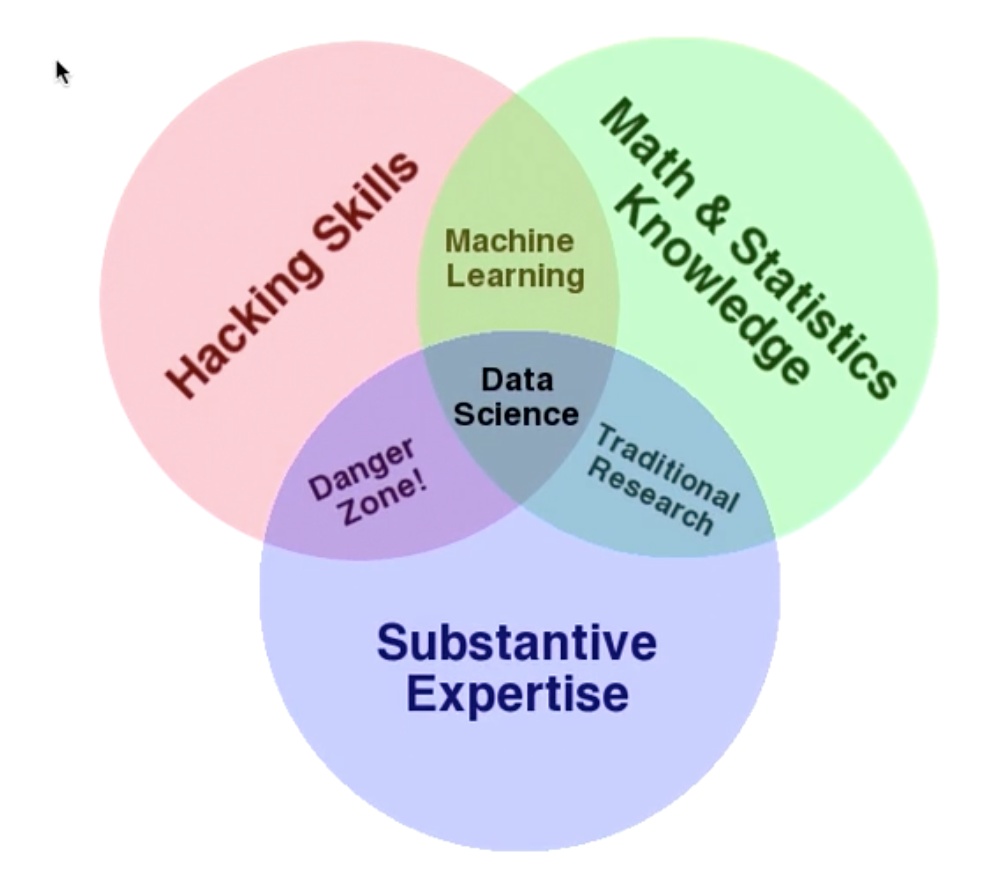 Hacking Skills
Math & Statistics
Knowledge
Machine
Learning
Data
Science
Danger
Zone!
Traditional
Research
Substantive
Expertise